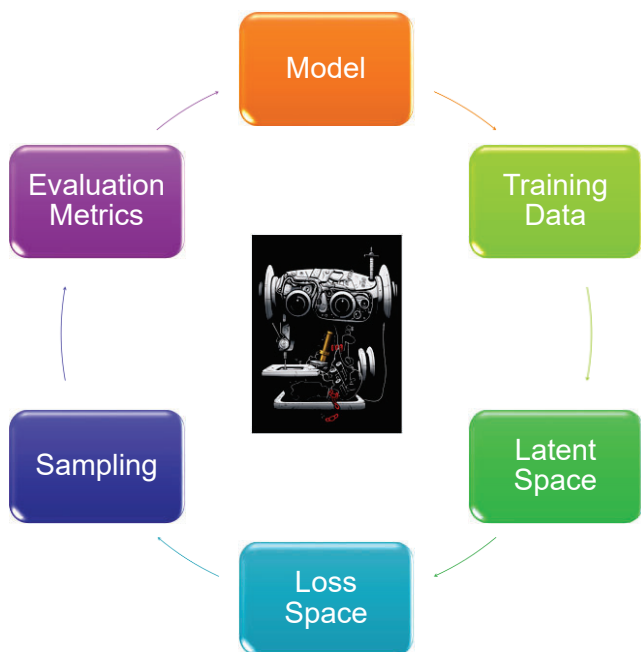 Model
Training
Data
Latent
Space
Loss
Space
Sampling
Evaluation
Metrics